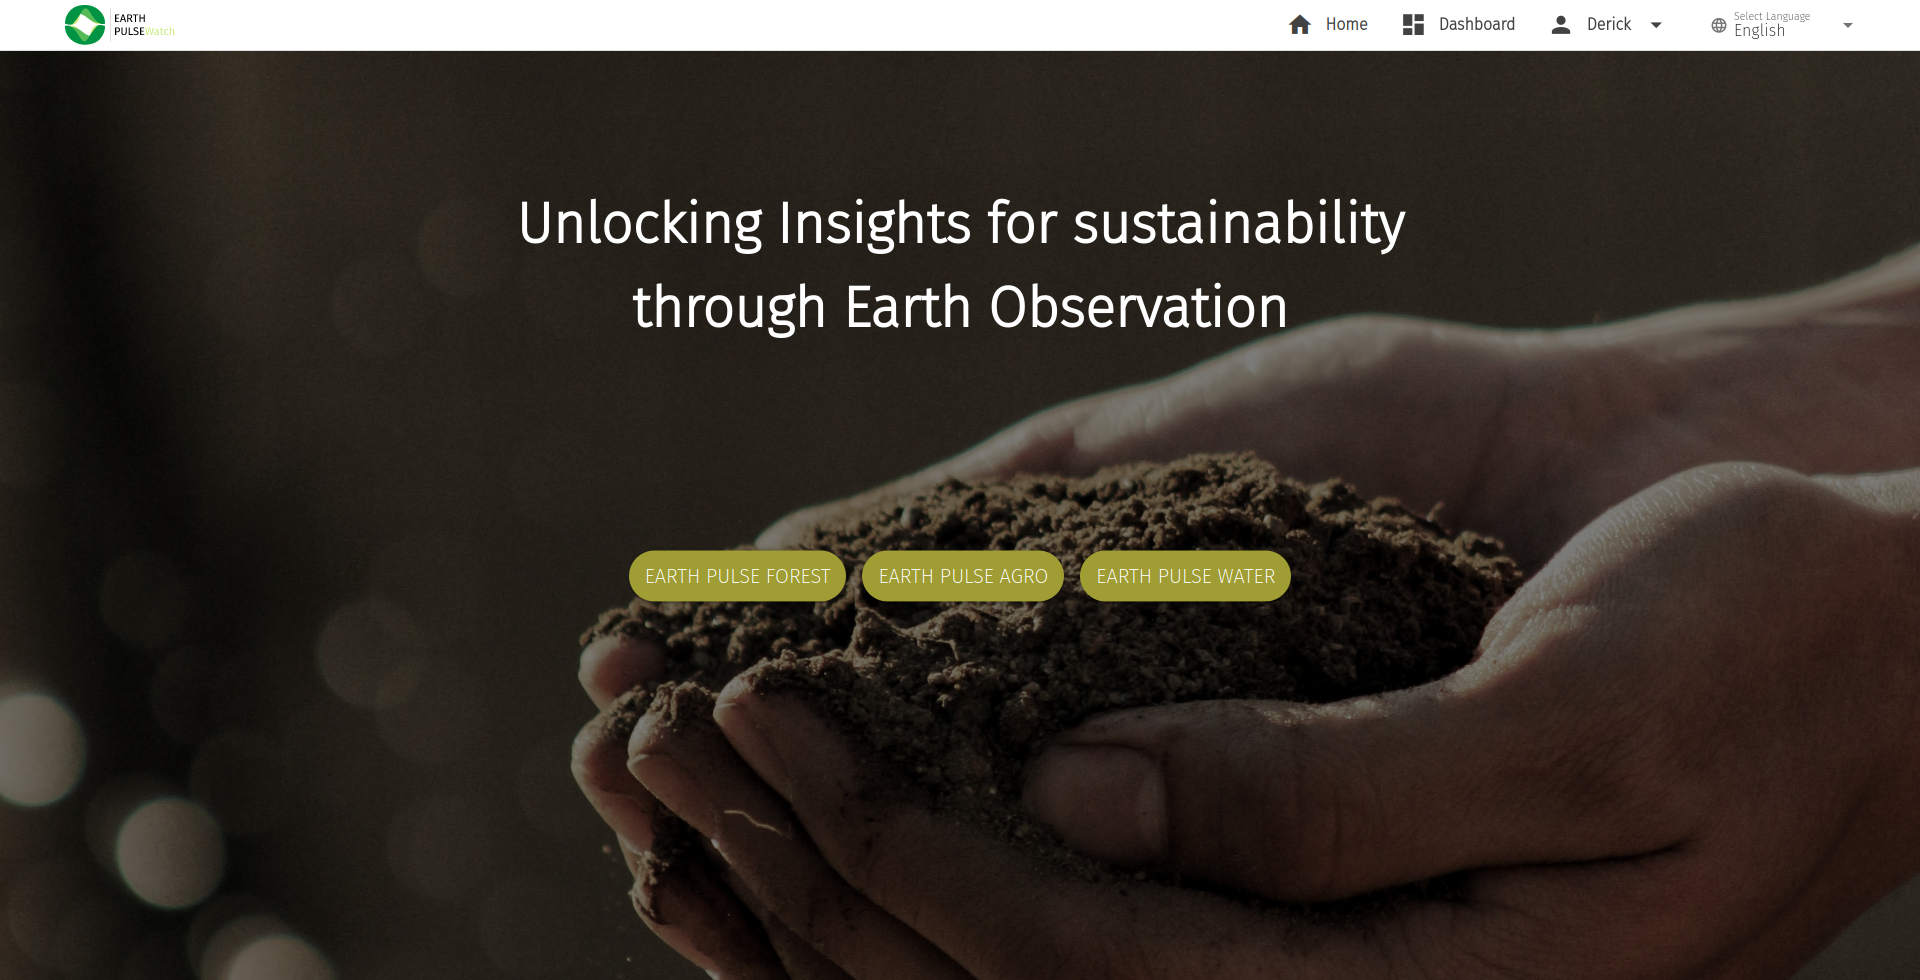 EARTH
PULSEWatch
Home
Dashboard
Derick
Select Language
English
Unlocking Insights for sustainability
through Earth Observation
EARTH PULSE FOREST
EARTH PULSE AGRO
EARTH PULSE WATER